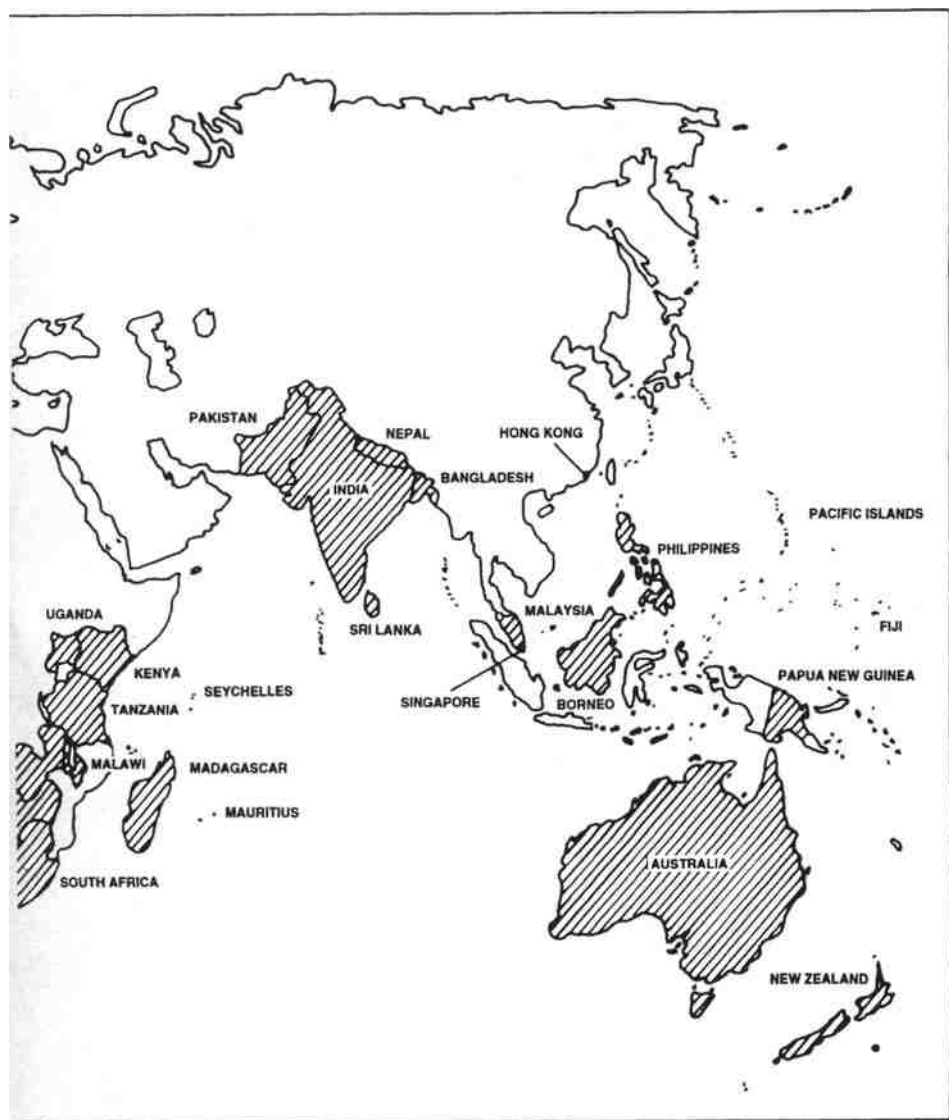 PAKISTAN
NEPAL
HONG KONG
BANGLADESH
INDIA
PACIFIC ISLANDS
PHILIPPINES
UGANDA
MALAYSIA
SRI LANKA
FIJI
KENYA
PAPUA NEW GUINEA
SEYCHELLES
SINGAPORE
BORNEO
TANZANIA
MALAWI
MADAGASCAR
MAURITIUS
AUSTRALIA
SOUTH AFRICA
NEW ZEALAND